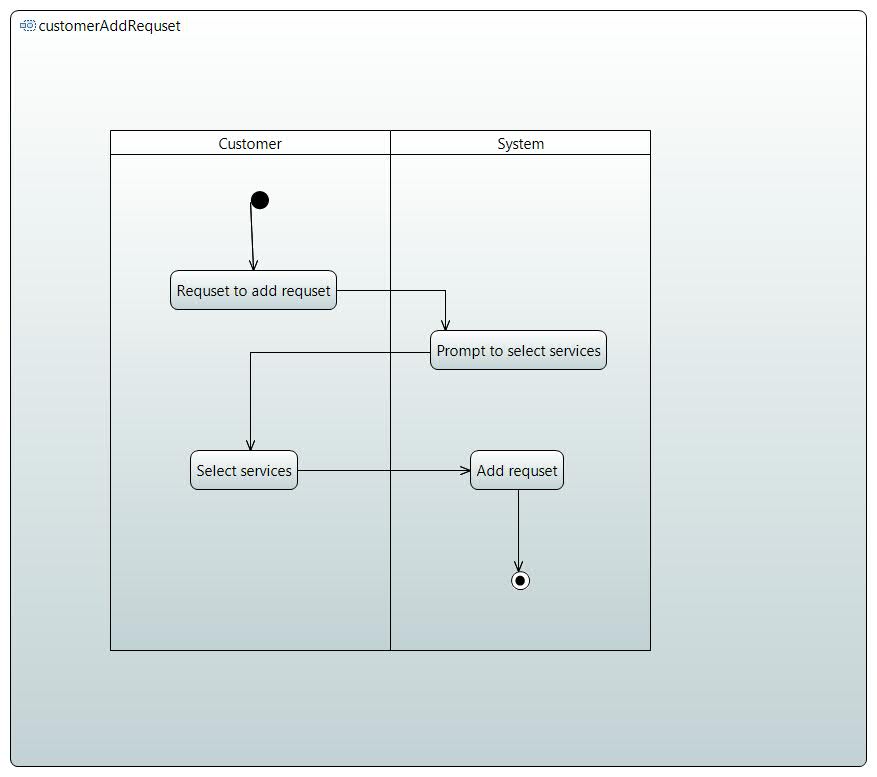 customerAddRequset
Customer
System
Requset to add requset
Prompt to select services
Select services
Add requset